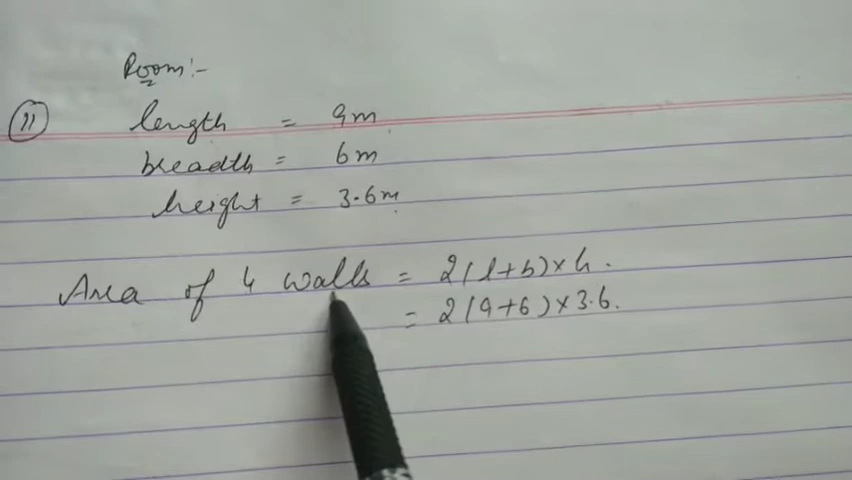 Room:-
11 length = 9m
breadth = 6m
height = 3.6m
Area of 4 walls = 2(l+b)×h.
= 2(9+6)×3.6.